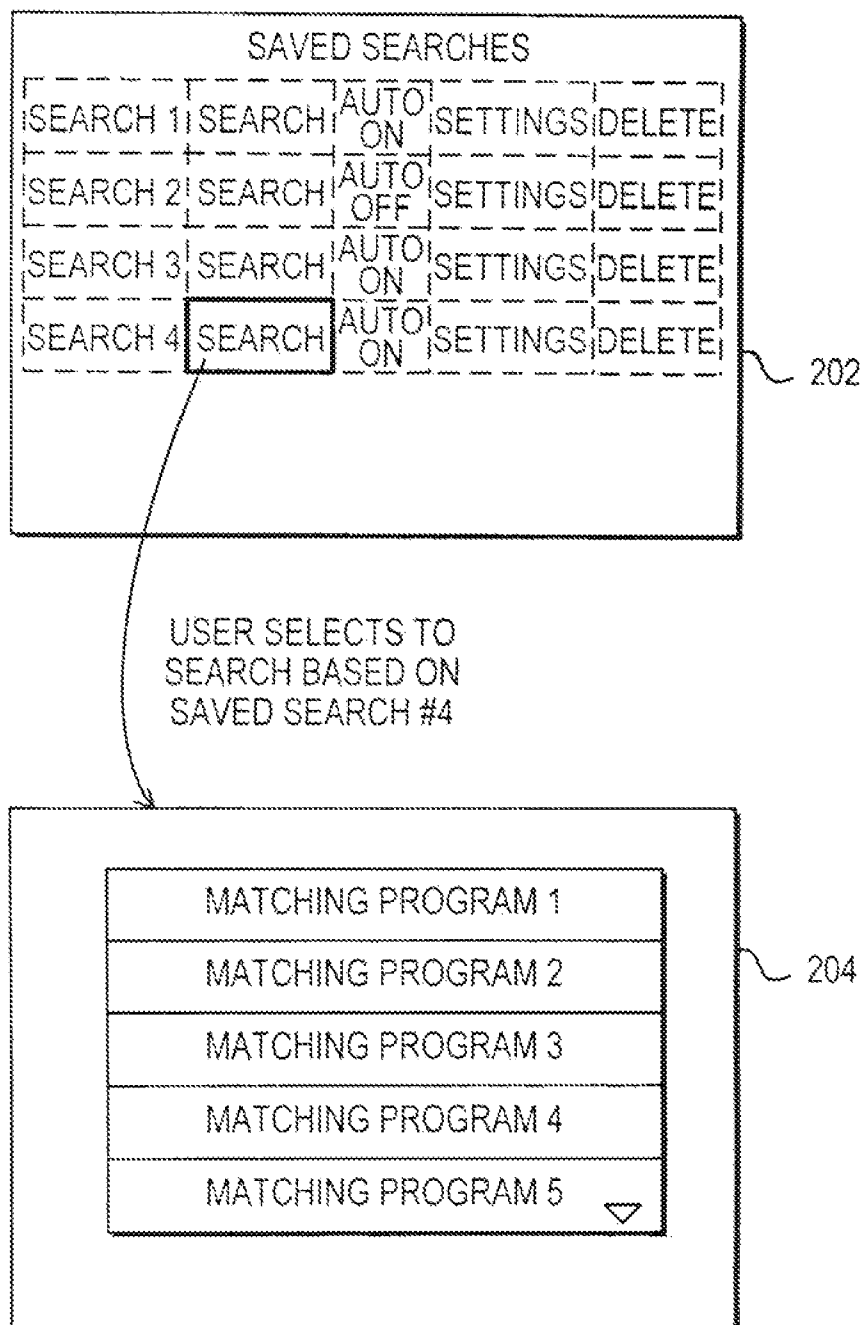 SAVED SEARCHES
SEARCH 1 SEARCH AUTO ON SETTINGS DELETE
SEARCH 2 SEARCH AUTO OFF SETTINGS DELETE
SEARCH 3 SEARCH AUTO ON SETTINGS DELETE
SEARCH 4 SEARCH AUTO ON SETTINGS DELETE
202
USER SELECTS TO
SEARCH BASED ON
SAVED SEARCH #4
MATCHING PROGRAM 1
MATCHING PROGRAM 2
204
MATCHING PROGRAM 3
MATCHING PROGRAM 4
MATCHING PROGRAM 5